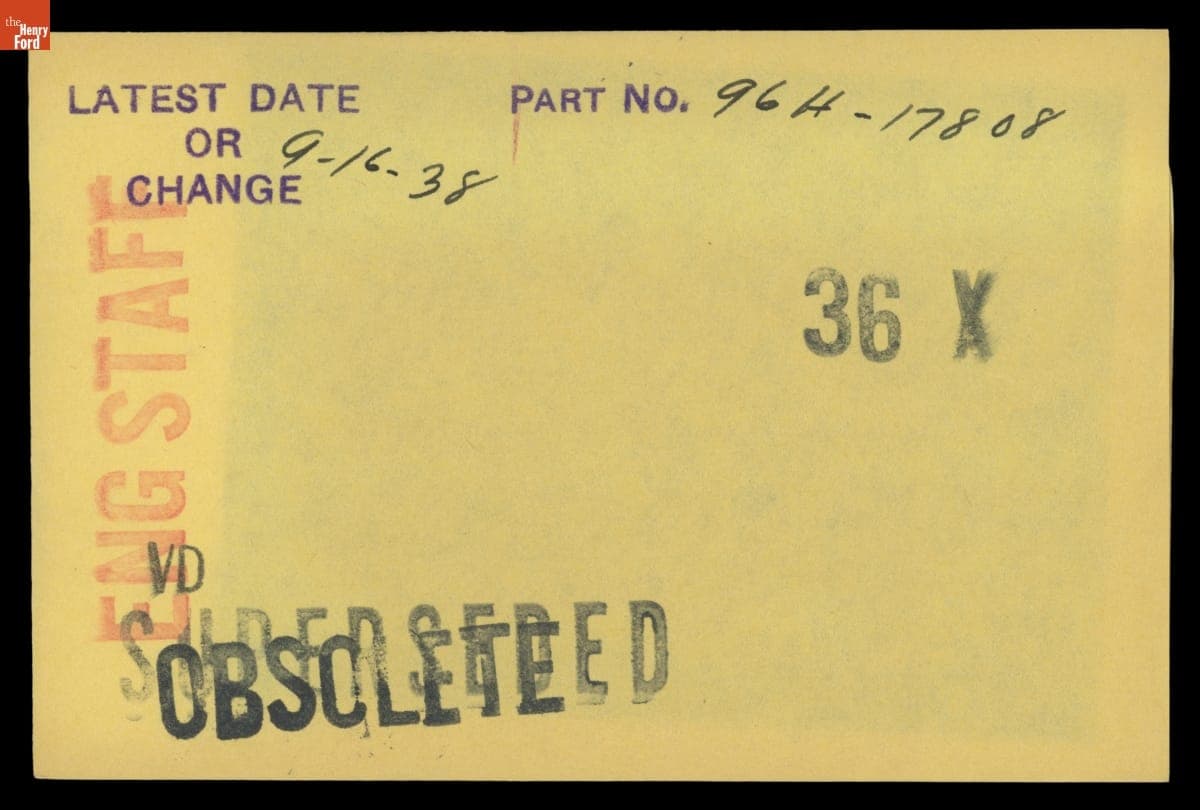 the
Henry
Ford
LATEST DATE
OR
CHANGE
9-16-38
PART NO. 96H-17808
36 X
ENG STAFF
VD
SUPERSEDED
OBSOLETE